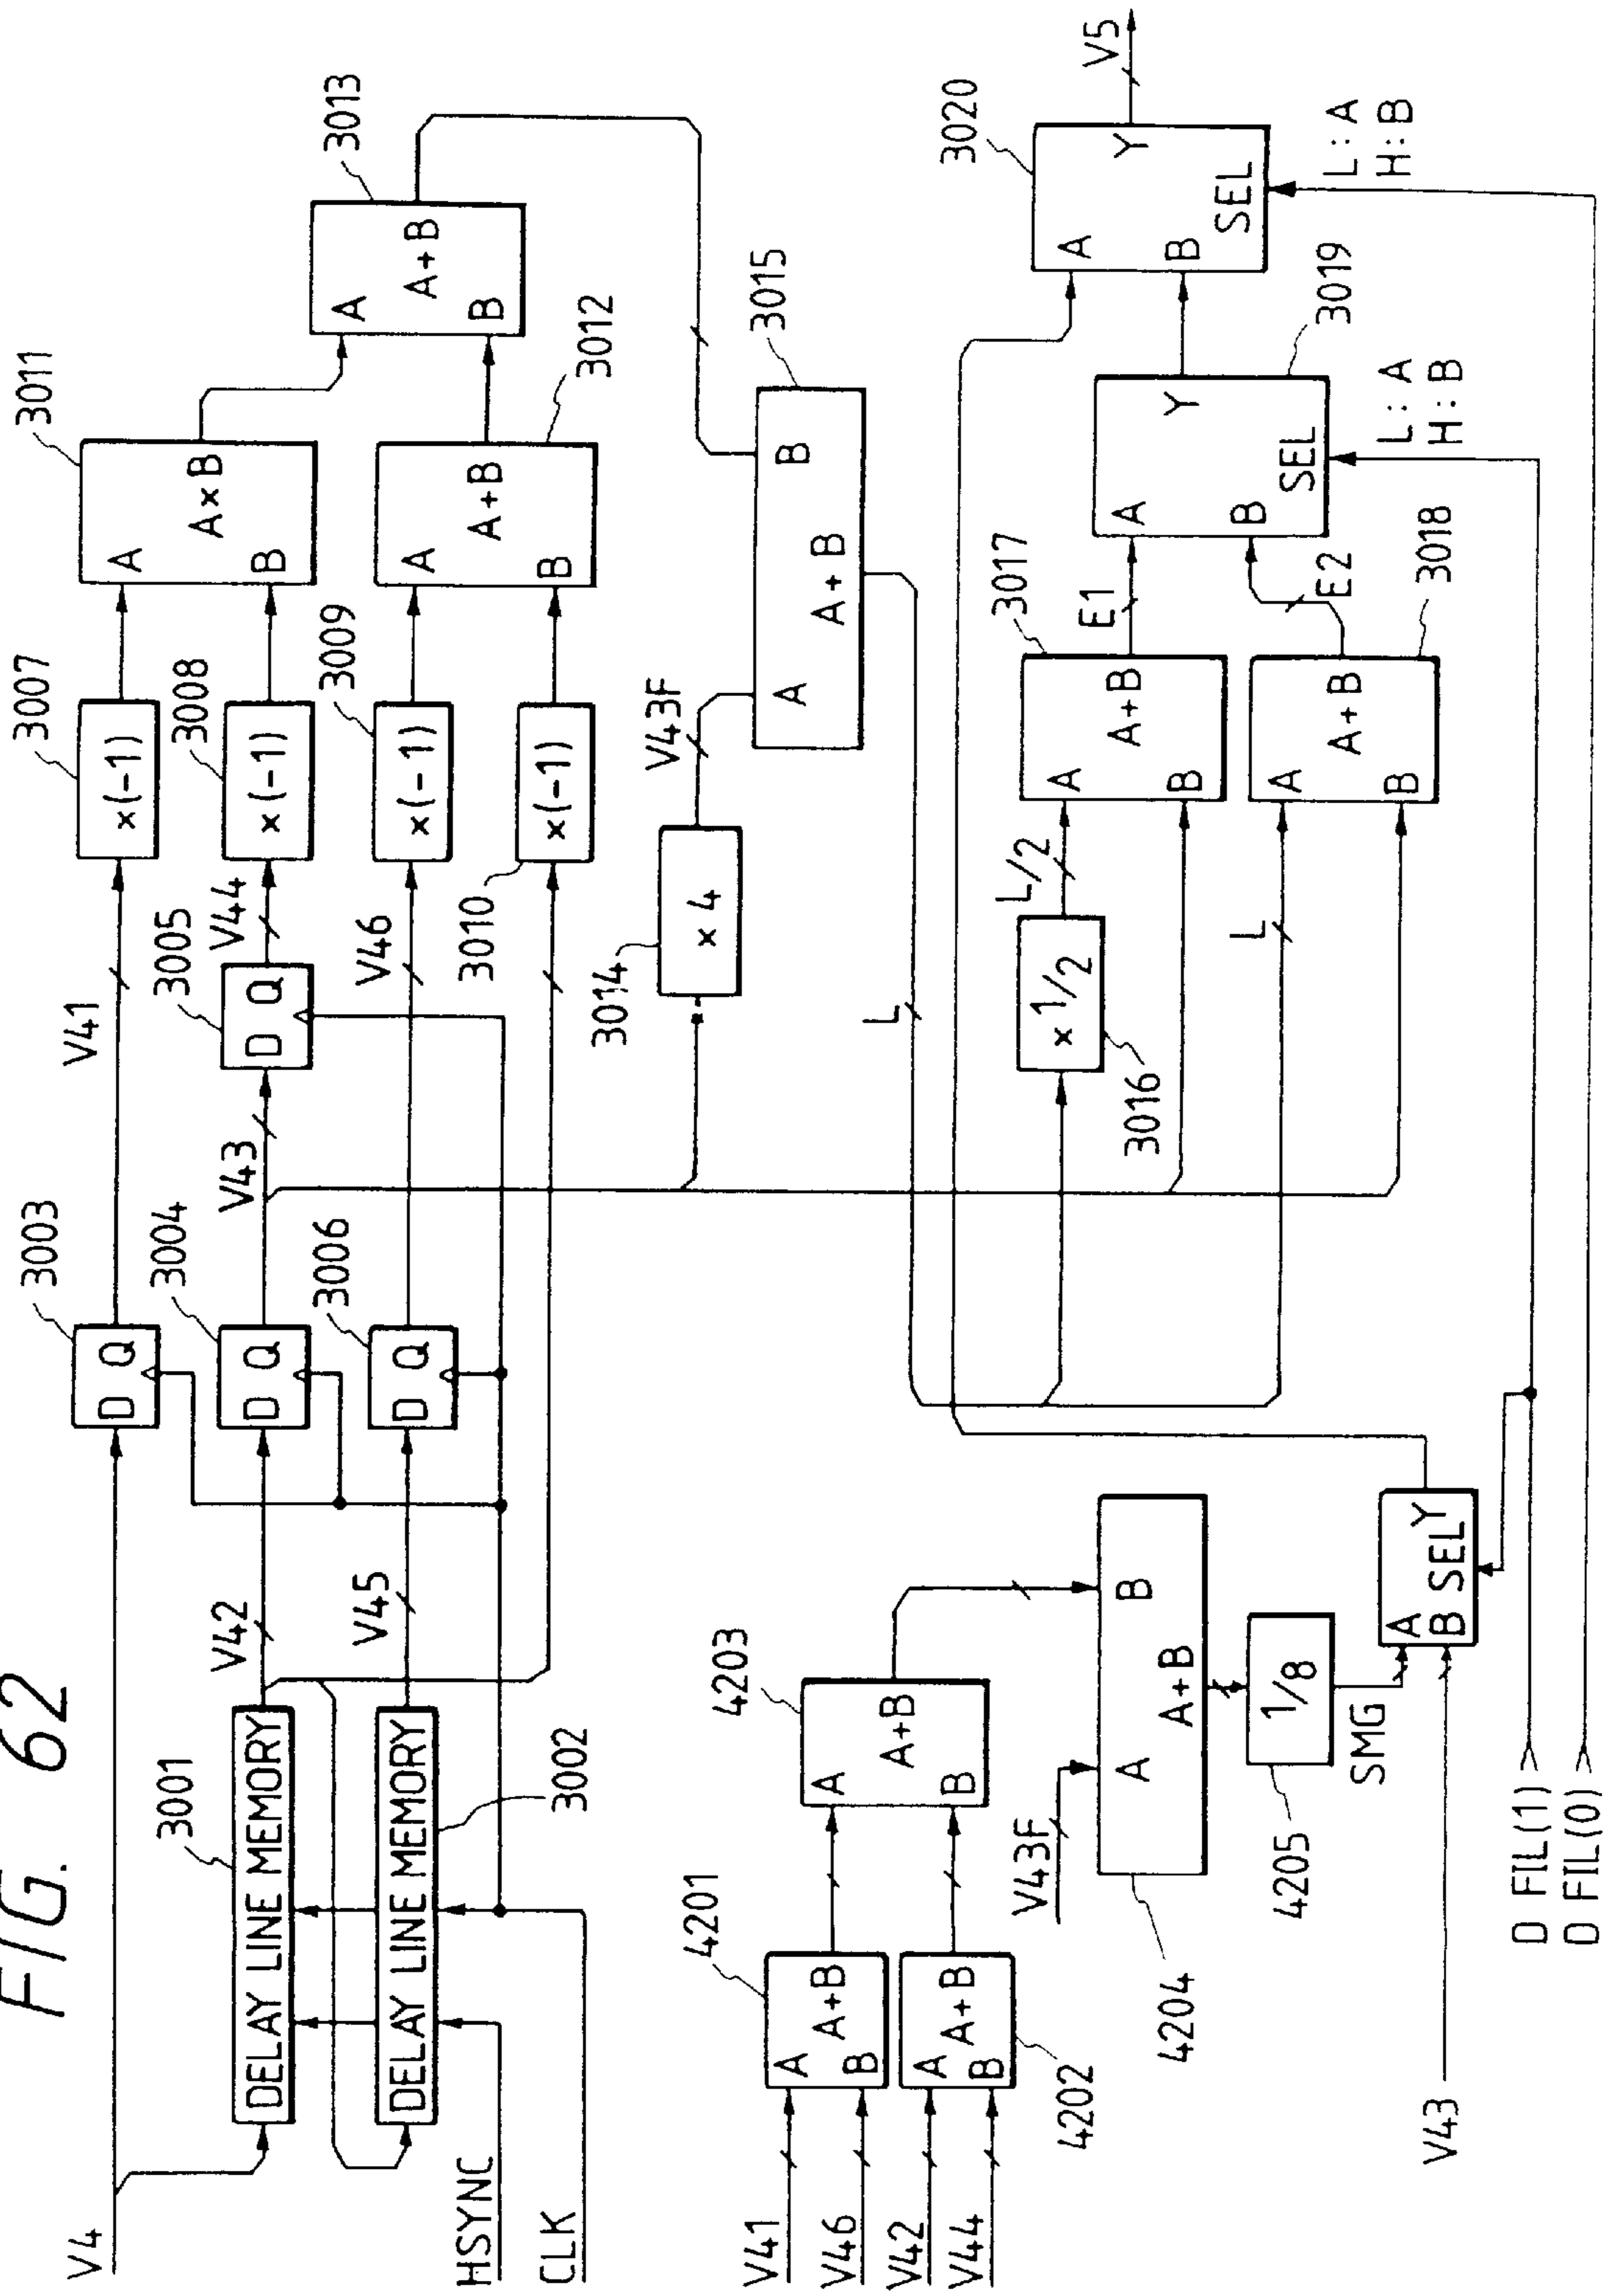 FIG. 62
V4
3001
DELAY LINE MEMORY
V42
DELAY LINE MEMORY
3002
V45
HSYNC
CLK
3003
D Q
3004
D Q
3006
D Q
V41
V43
3005
D Q
V44
V46
3007
×(-1)
3008
×(-1)
3009
×(-1)
3010
×(-1)
3011
A
A×B
B
3012
A
A+B
B
3013
A
A+B
B
3014
× 4
V43F
3015
A
A+B
B
L
× 1/2
3016
L/2
L
3017
A
A+B
B
E1
3018
A
A+B
B
E2
3019
A
B
Y
SEL
L: A
H: B
3020
A
B
Y
SEL
L: A
H: B
V5
V41
V46
V42
V44
4201
A
A+B
B
4202
A
A+B
B
4203
A
A+B
B
V43F
4204
A
A+B
B
1/8
4205
SMG
V43
A
Y
B SEL
D FIL(1)
D FIL(0)